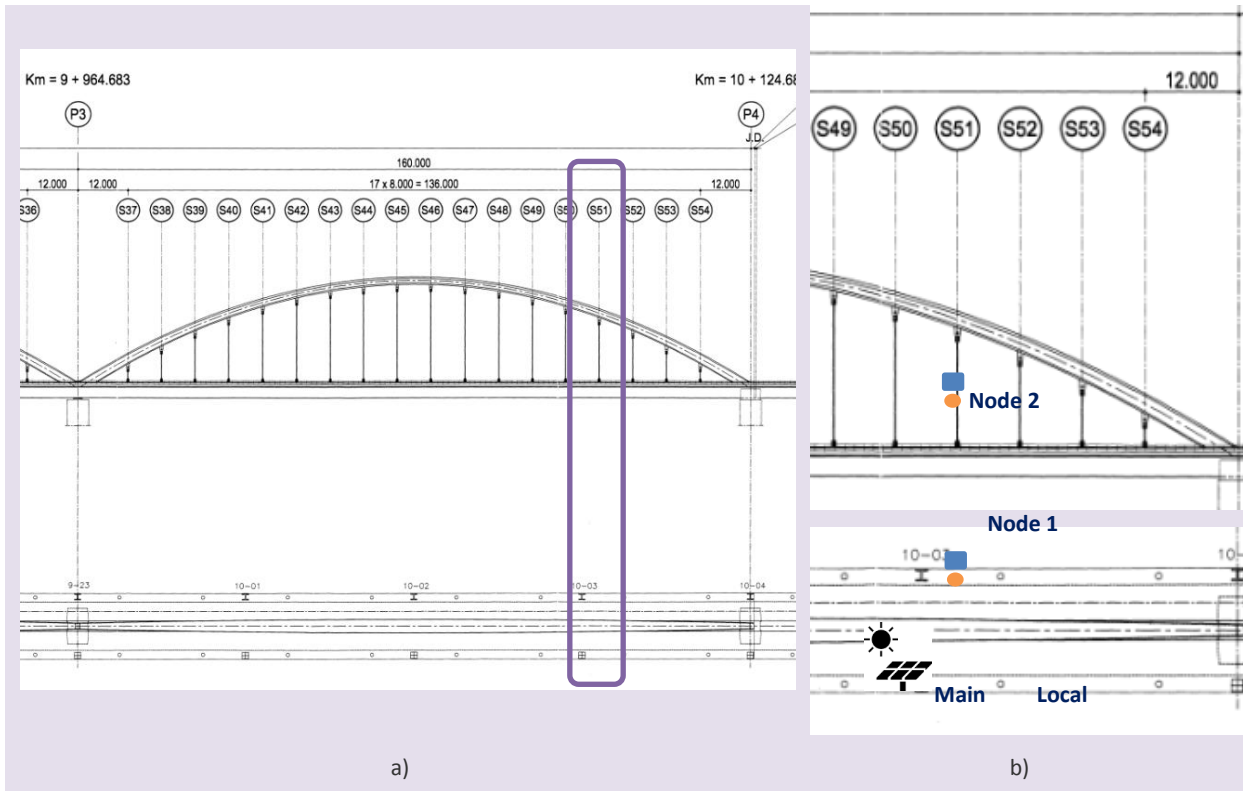 Km = 9 + 964.683
Km = 10 + 124.68
P3
P4
J.D.
160.000
12.000
12.000
17 x 8.000 = 136.000
12.000
S36
S37
S38
S39
S40
S41
S42
S43
S44
S45
S46
S47
S48
S49
S50
S51
S52
S53
S54
9-23
10-01
10-02
10-03
10-04
a)
12.000
S49
S50
S51
S52
S53
S54
Node 2
Node 1
10-03
10-
Main
Local
b)